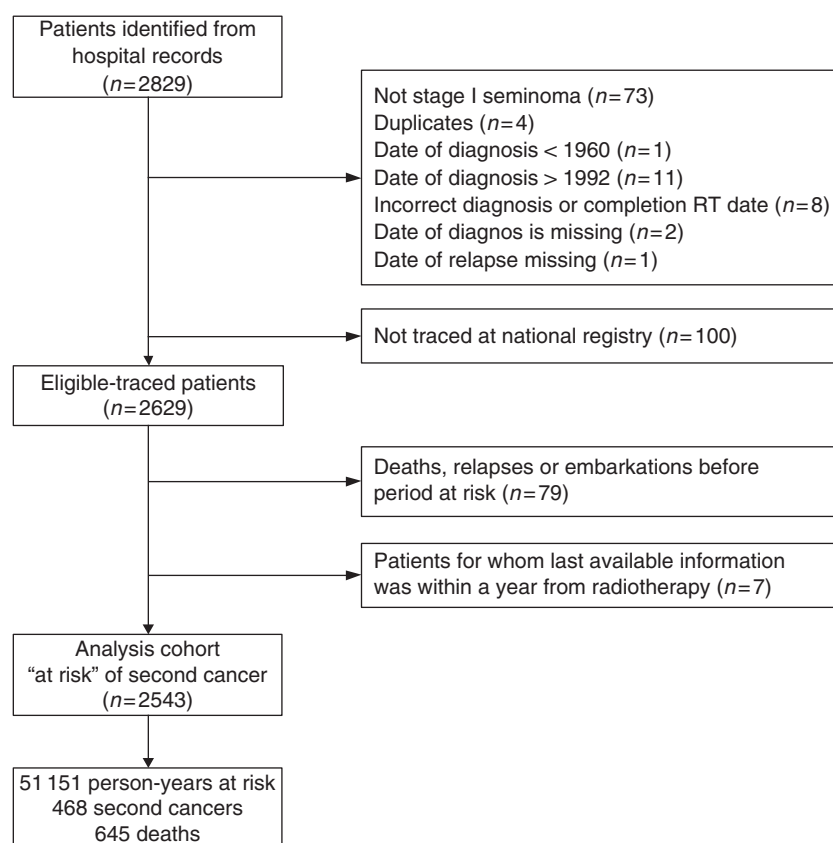 Patients identified from
hospital records
(n=2829)
Not stage I seminoma (n=73)
Duplicates (n=4)
Date of diagnosis < 1960 (n=1)
Date of diagnosis > 1992 (n=11)
Incorrect diagnosis or completion RT date (n=8)
Date of diagnos is missing (n=2)
Date of relapse missing (n=1)
Not traced at national registry (n=100)
Eligible-traced patients
(n=2629)
Deaths, relapses or embarkations before
period at risk (n=79)
Patients for whom last available information
was within a year from radiotherapy (n=7)
Analysis cohort
“at risk” of second cancer
(n=2543)
51 151 person-years at risk
468 second cancers
645 deaths